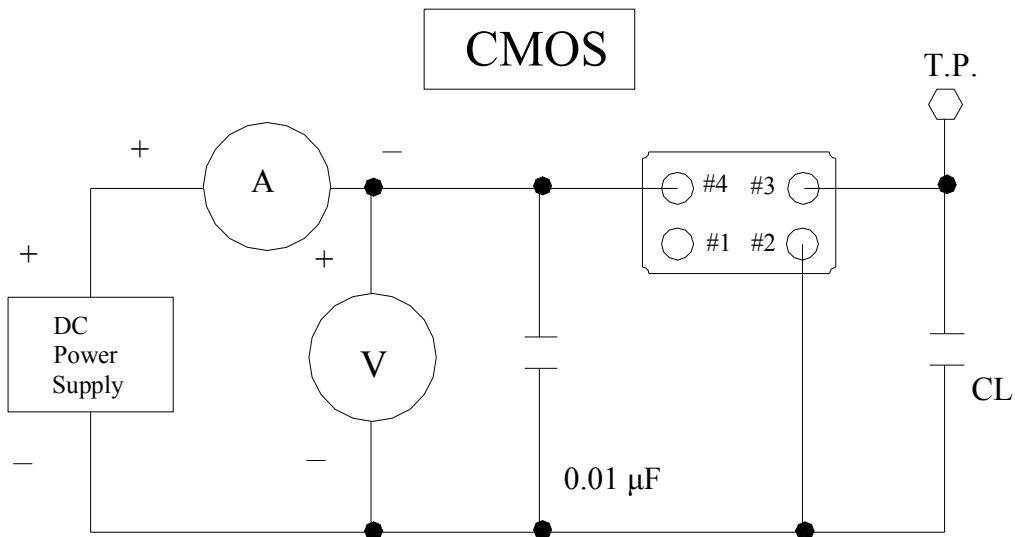 CMOS
T.P.
+
−
A
#4 #3
+
+
#1 #2
DC
Power
Supply
V
CL
−
−
0.01 μF